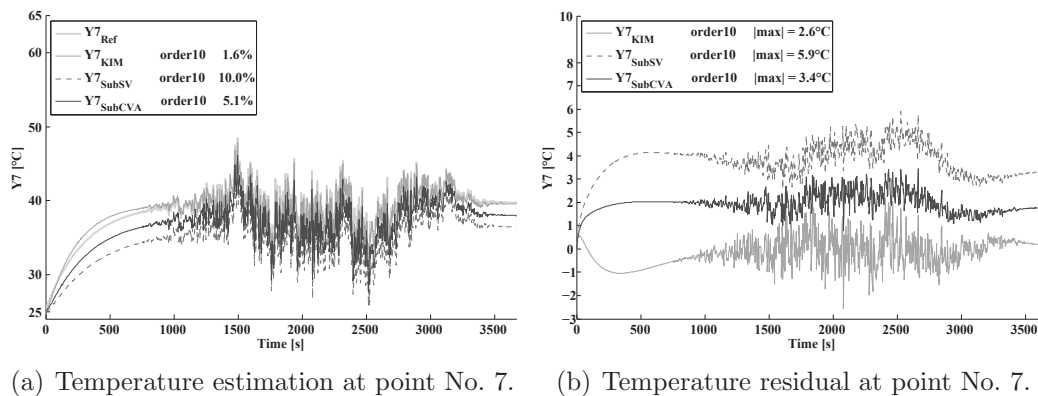 65
60
50
40
30
24
Y7 [°C]
Y7Ref
Y7KIM order10 1.6%
Y7SubSV order10 10.0%
Y7SubCVA order10 5.1%
0 500 1000 1500 2000 2500 3000 3500
Time [s]
(a) Temperature estimation at point No. 7.
10
9
8
7
6
5
4
3
2
1
0
−1
−2
−3
Y7 [°C]
Y7KIM order10 |max| = 2.6°C
Y7SubSV order10 |max| = 5.9°C
Y7SubCVA order10 |max| = 3.4°C
0 500 1000 1500 2000 2500 3000 3500
Time [s]
(b) Temperature residual at point No. 7.